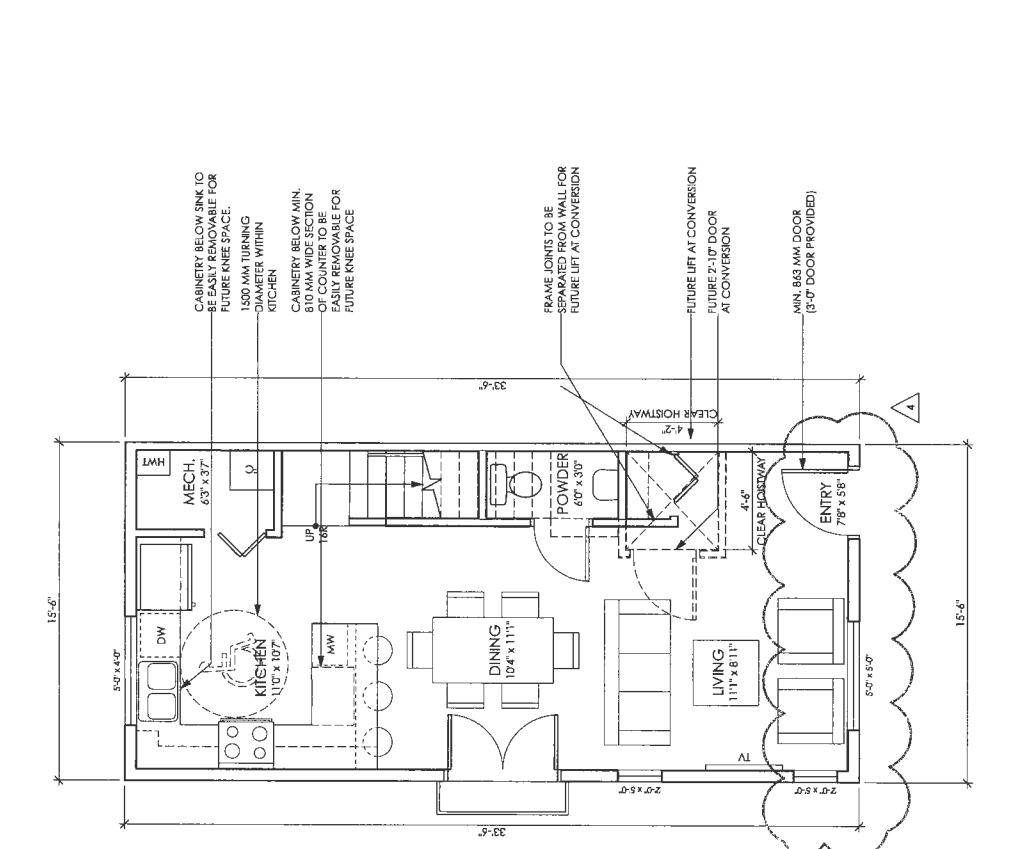 CABINETRY BELOW SINK TO
BE EASILY REMOVABLE FOR
FUTURE KNEE SPACE.
1500 MM TURNING
DIAMETER WITHIN
KITCHEN
CABINETRY BELOW MIN.
810 MM WIDE SECTION
OF COUNTER TO BE
EASILY REMOVABLE FOR
FUTURE KNEE SPACE
FRAME JOINTS TO BE
SEPARATED FROM WALL FOR
FUTURE LIFT AT CONVERSION
FUTURE LIFT AT CONVERSION
FUTURE 2'-10" DOOR
AT CONVERSION
MIN. 863 MM DOOR
(3'-0" DOOR PROVIDED)
33'-6"
4
CLEAR HOISTWAY
4'-2"
HWT
MECH.
6'3" x 3'7"
UP
16R
POWDER
6'0" x 3'0"
4'-6"
CLEAR HOISTWAY
ENTRY
7'8" x 5'8"
15'-6"
15'-6"
5'-0" x 4'-0"
DW
KITCHEN
11'0" x 10'7"
MW
DINING
10'4" x 11'1"
LIVING
11'1" x 8'11"
5'-0" x 5'-0"
TV
2'-0" x 5'-0"
2'-0" x 5'-0"
33'-6"